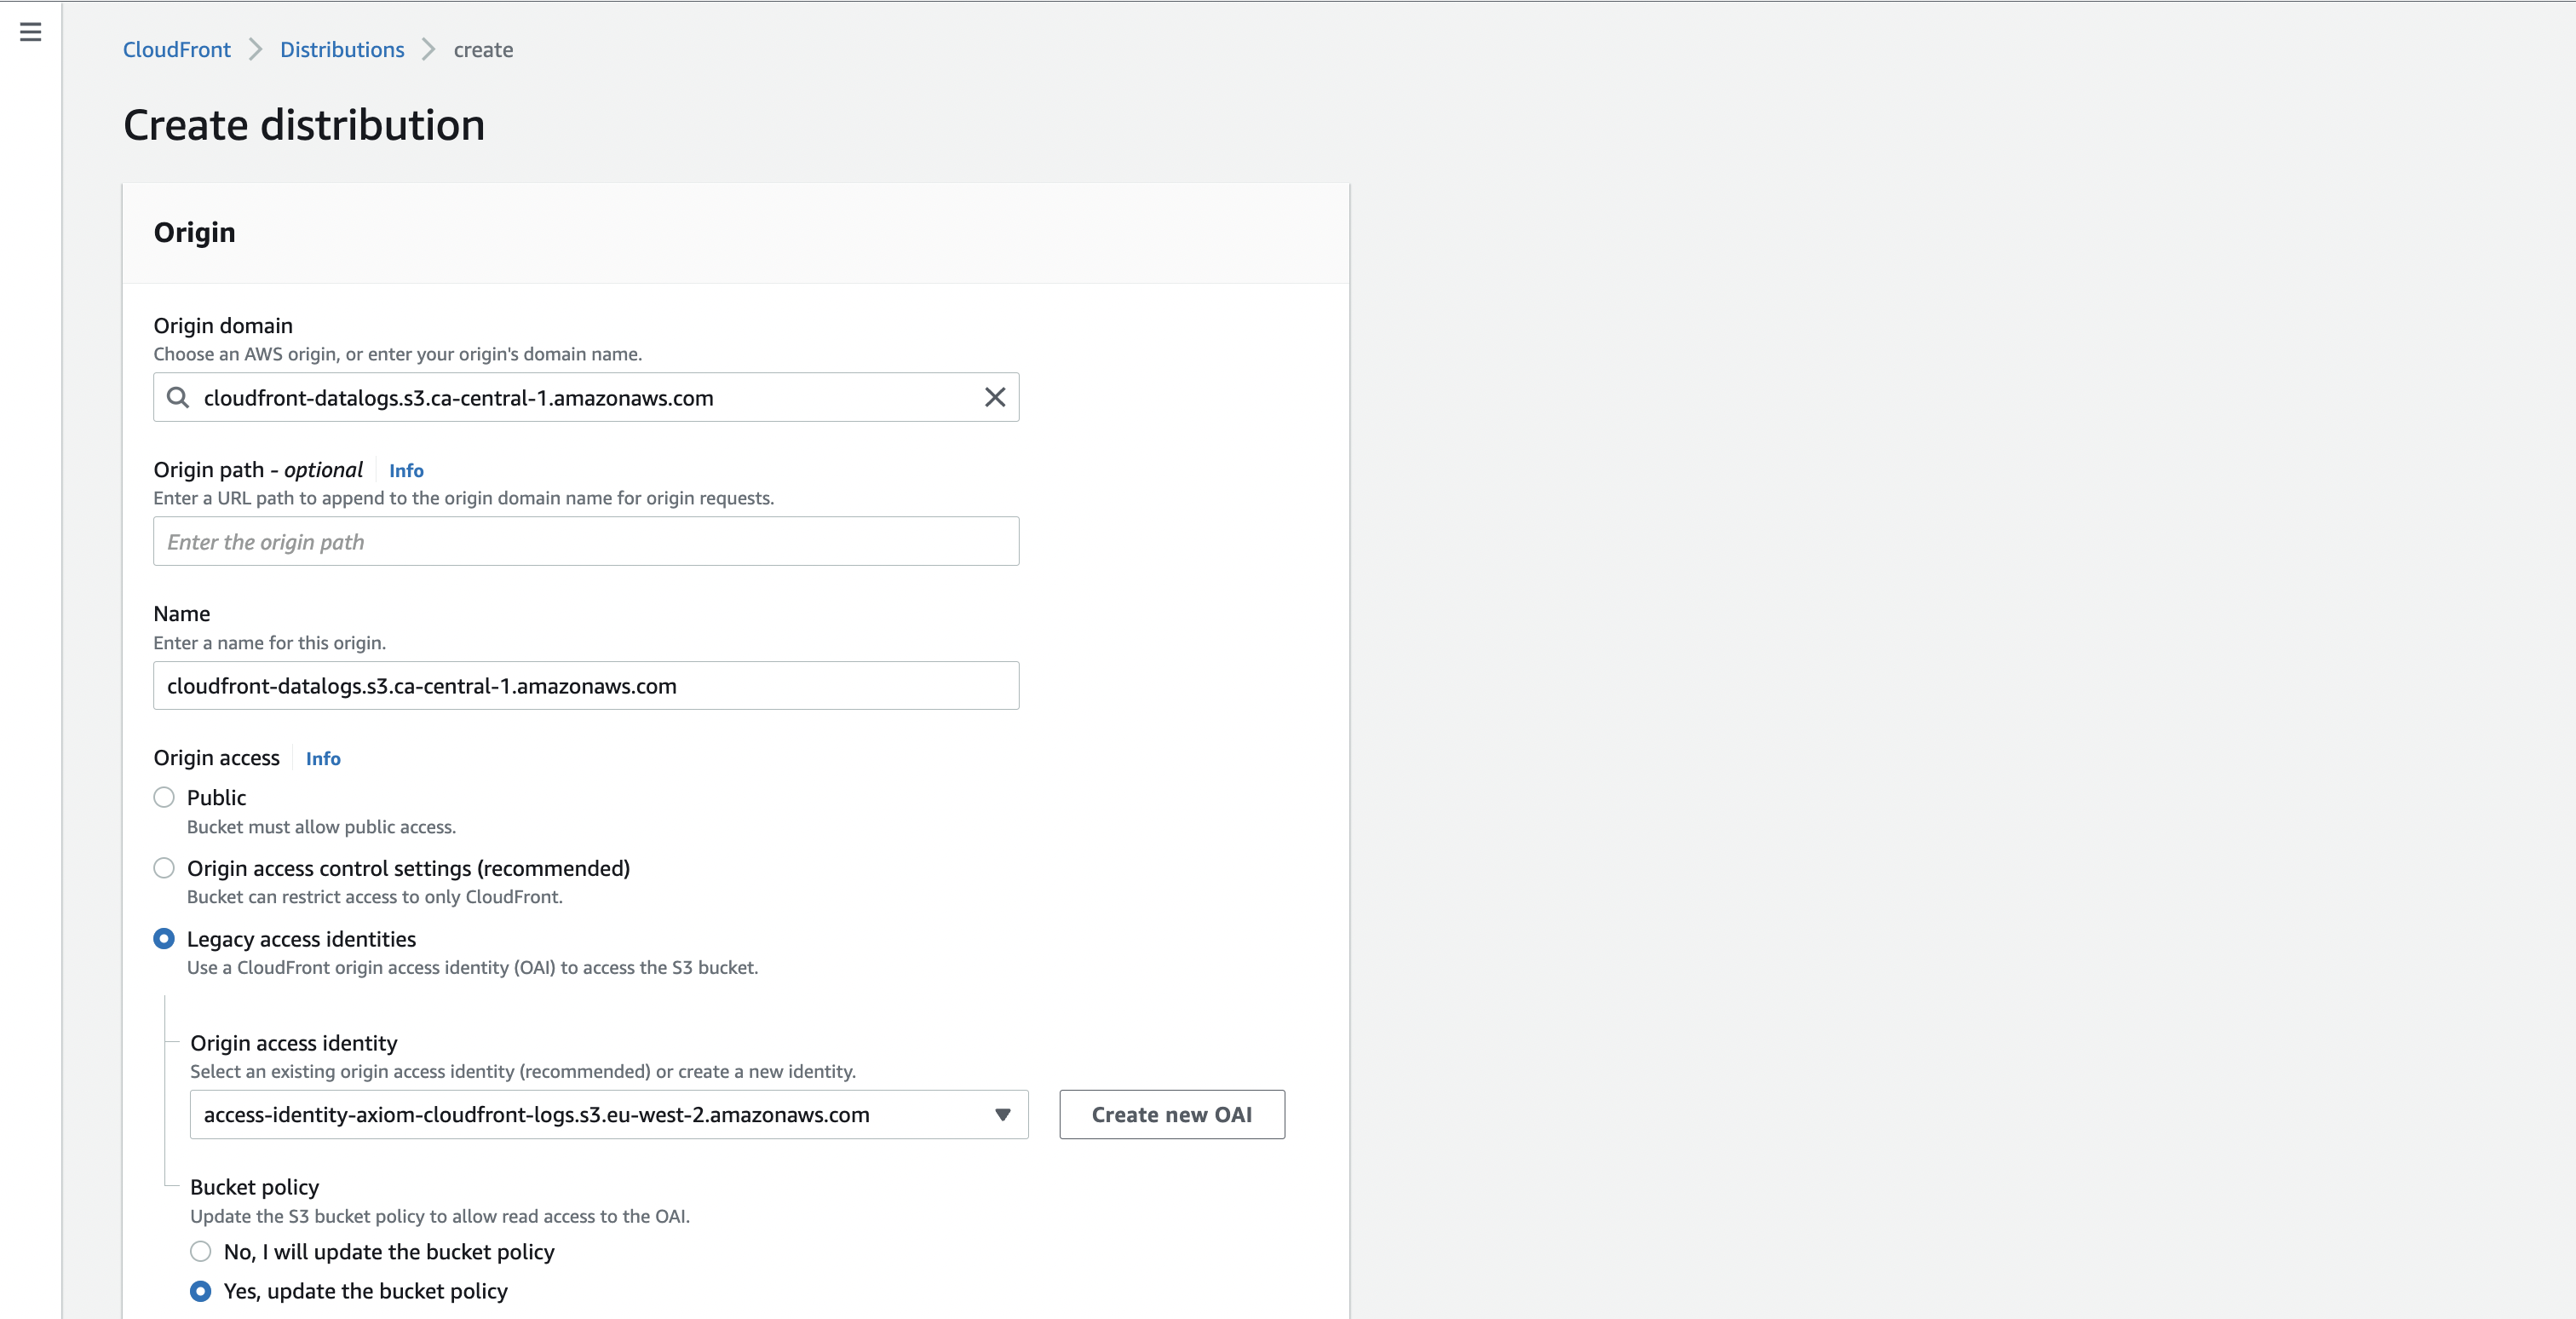 CloudFront > Distributions > create
Create distribution
Origin
Origin domain
Choose an AWS origin, or enter your origin's domain name.
cloudfront-datalogs.s3.ca-central-1.amazonaws.com
Origin path - optional Info
Enter a URL path to append to the origin domain name for origin requests.
Enter the origin path
Name
Enter a name for this origin.
cloudfront-datalogs.s3.ca-central-1.amazonaws.com
Origin access Info
Public
Bucket must allow public access.
Origin access control settings (recommended)
Bucket can restrict access to only CloudFront.
Legacy access identities
Use a CloudFront origin access identity (OAI) to access the S3 bucket.
Origin access identity
Select an existing origin access identity (recommended) or create a new identity.
access-identity-axiom-cloudfront-logs.s3.eu-west-2.amazonaws.com Create new OAI
Bucket policy
Update the S3 bucket policy to allow read access to the OAI.
No, I will update the bucket policy
Yes, update the bucket policy